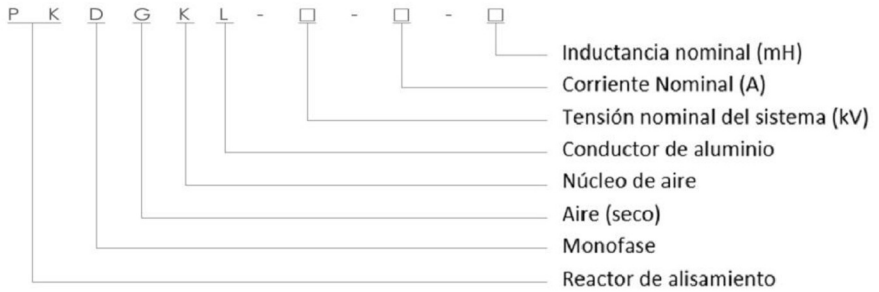 P K D G K L - □ - □ - □
Inductancia nominal (mH)
Corriente Nominal (A)
Tensión nominal del sistema (kV)
Conductor de aluminio
Núcleo de aire
Aire (seco)
Monofase
Reactor de alisamiento